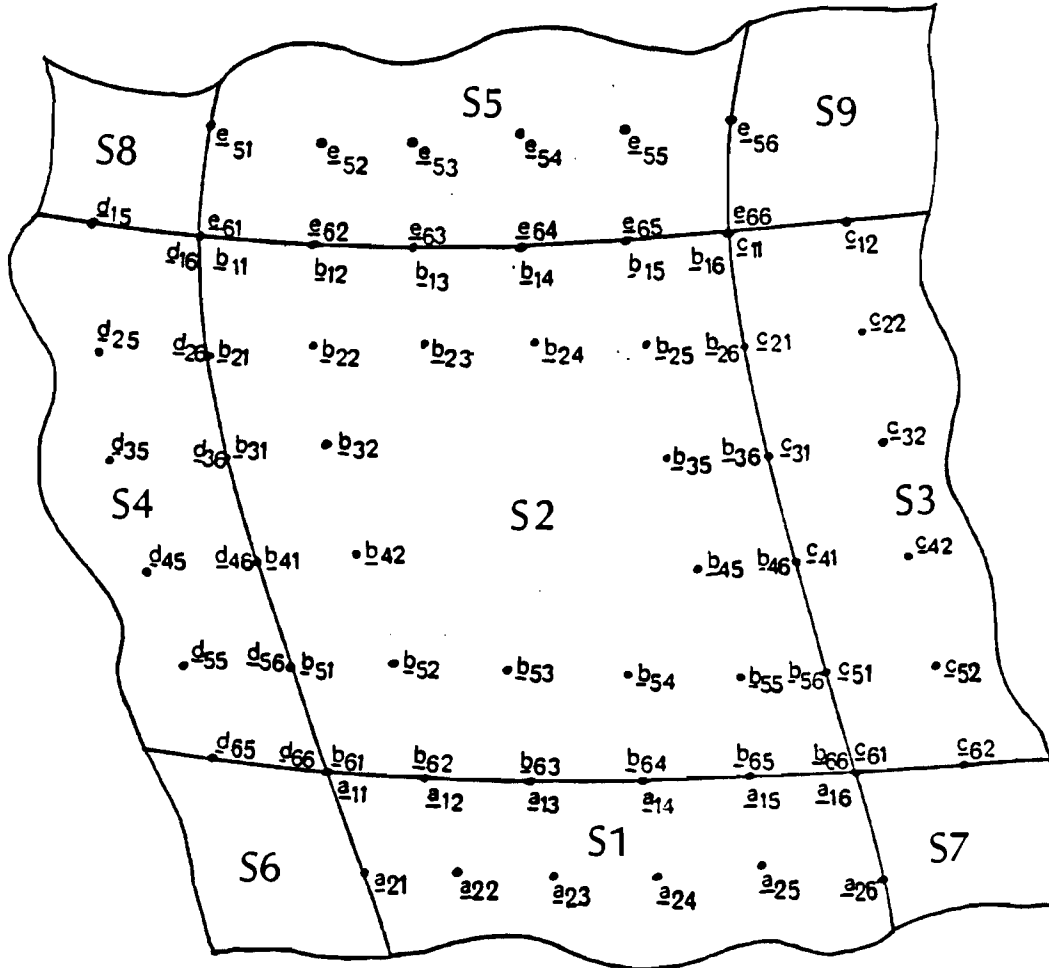 S5 S9
S8
e51 e52 e53 e54 e55 e56
d15 e61 e62 e63 e64 e65 e66 c12
d16 b11 b12 b13 b14 b15 b16 c11
d25 d26 b21 b22 b23 b24 b25 b26 c21 c22
d35 d36 b31 b32 b35 b36 c31 c32
S4 S2 S3
d45 d46 b41 b42 b45 b46 c41 c42
d55 d56 b51 b52 b53 b54 b55 b56 c51 c52
d65 d66 b61 b62 b63 b64 b65 b66 c61 c62
a11 a12 a13 a14 a15 a16
S6 S1 S7
a21 a22 a23 a24 a25 a26